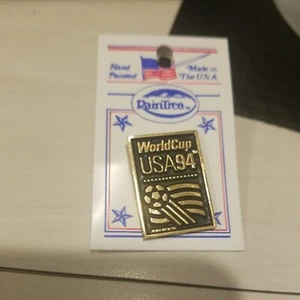 Hand
Painted
Made in
The U.S.A
RainTree
WorldCup
USA94